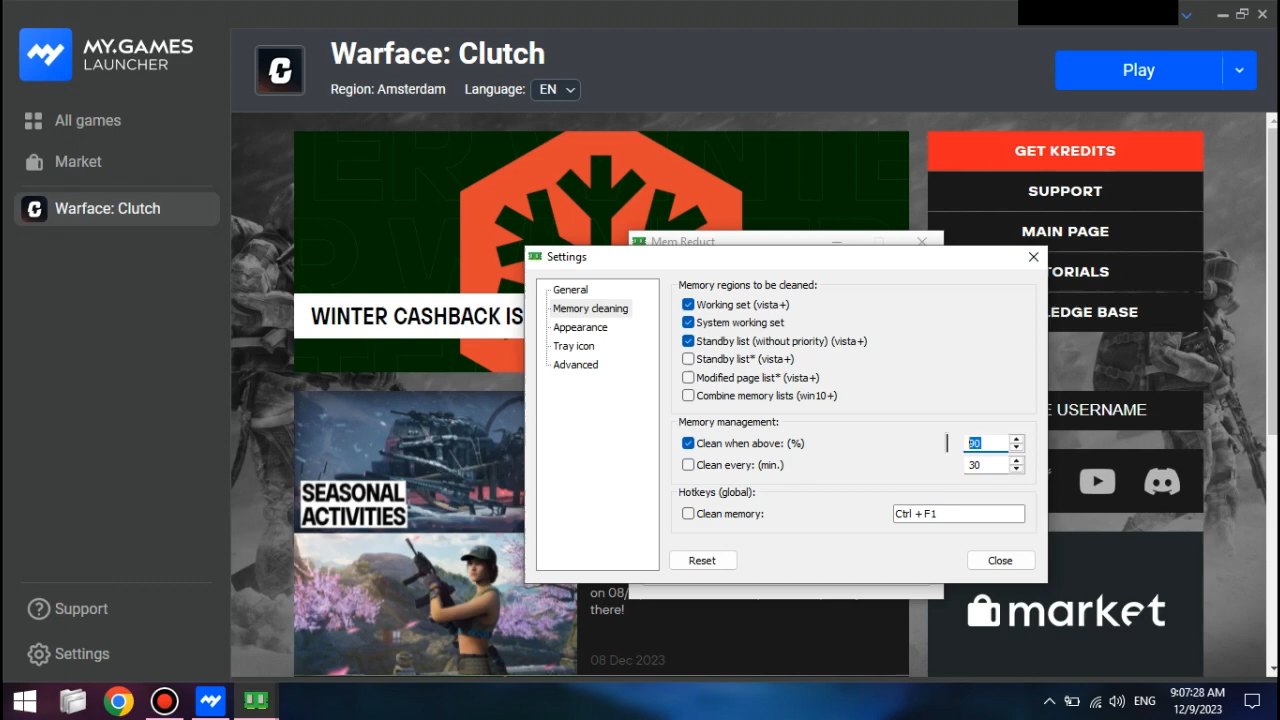 MY.GAMES
LAUNCHER
All games
Market
Warface: Clutch
Support
Settings
Warface: Clutch
Region: Amsterdam Language: EN
Play
WINTER CASHBACK IS
SEASONAL
ACTIVITIES
on 08/
there!
08 Dec 2023
GET KREDITS
SUPPORT
MAIN PAGE
TORIALS
LEDGE BASE
E USERNAME
market
Mem Reduct
Settings
General
Memory cleaning
Appearance
Tray icon
Advanced
Memory regions to be cleaned:
Working set (vista+)
System working set
Standby list (without priority) (vista+)
Standby list* (vista+)
Modified page list* (vista+)
Combine memory lists (win10+)
Memory management:
Clean when above: (%) 90
Clean every: (min.) 30
Hotkeys (global):
Clean memory: Ctrl + F1
Reset
Close
ENG
9:07:28 AM
12/9/2023